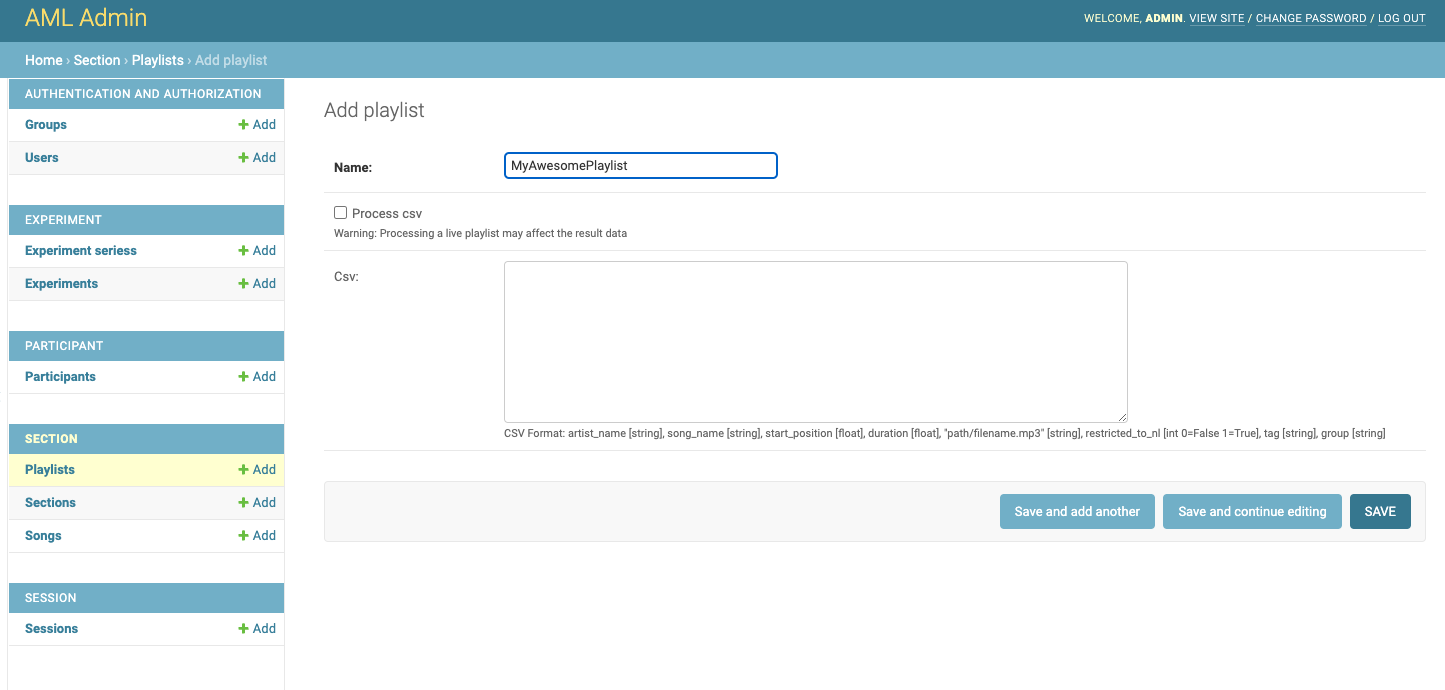 AML Admin
WELCOME, ADMIN. VIEW SITE / CHANGE PASSWORD / LOG OUT
Home › Section › Playlists › Add playlist
AUTHENTICATION AND AUTHORIZATION
Groups + Add
Users + Add
EXPERIMENT
Experiment seriess + Add
Experiments + Add
PARTICIPANT
Participants + Add
SECTION
Playlists + Add
Sections + Add
Songs + Add
SESSION
Sessions + Add
Add playlist
Name: MyAwesomePlaylist
Process csv
Warning: Processing a live playlist may affect the result data
Csv:
CSV Format: artist_name [string], song_name [string], start_position [float], duration [float], "path/filename.mp3" [string], restricted_to_nl [int 0=False 1=True], tag [string], group [string]
Save and add another Save and continue editing SAVE